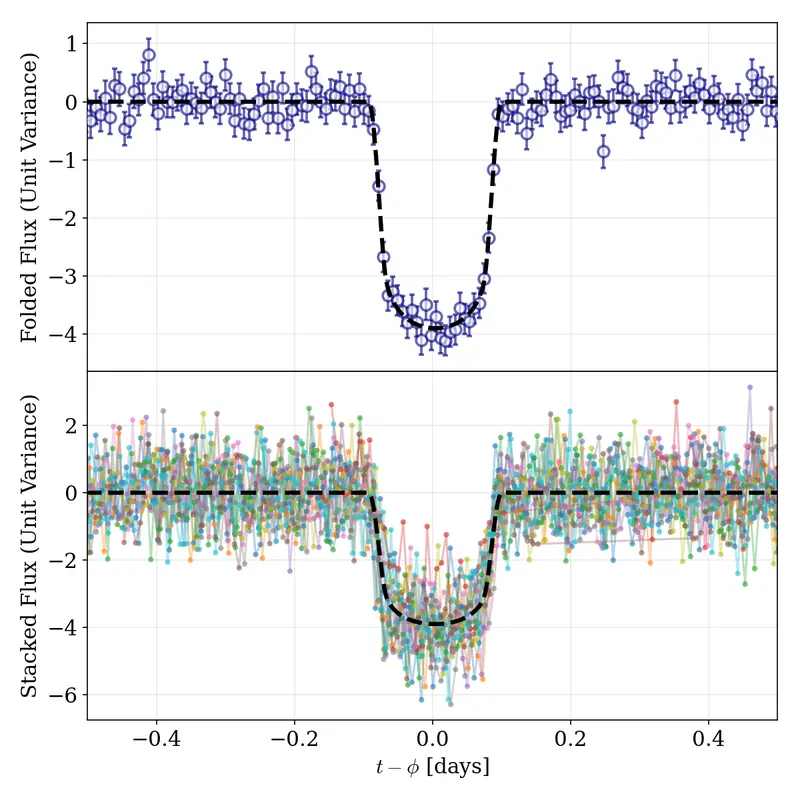 Folded Flux (Unit Variance)
1
0
−1
−2
−3
−4
Stacked Flux (Unit Variance)
2
0
−2
−4
−6
−0.4 −0.2 0.0 0.2 0.4
t − ϕ [days]